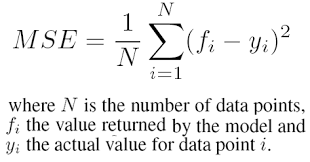 MSE = \frac{1}{N} \sum_{i=1}^{N} (f_i - y_i)^2
where N is the number of data points,
f_i the value returned by the model and
y_i the actual value for data point i.